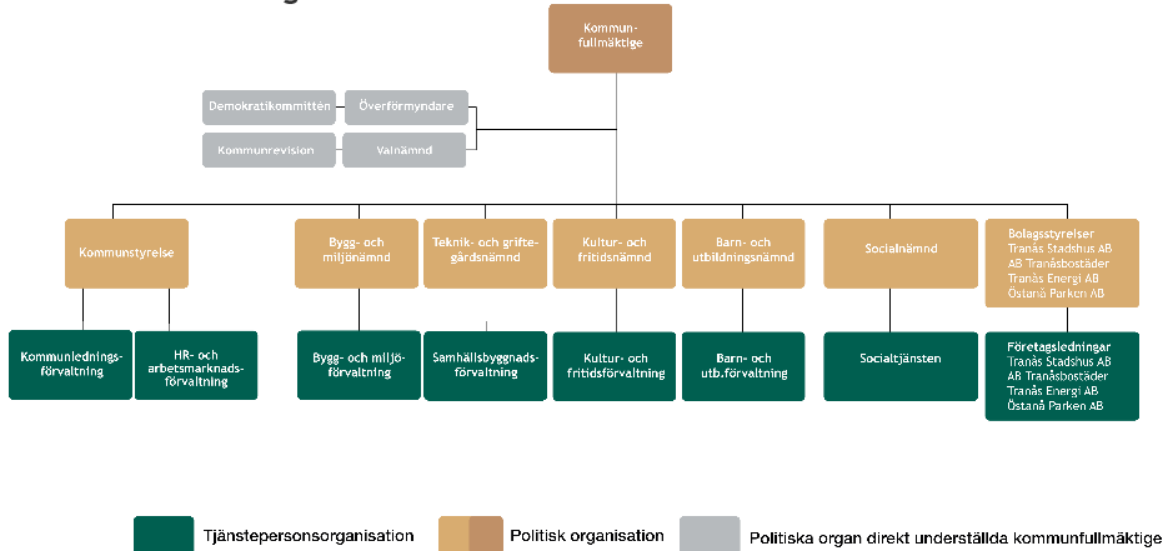 Kommun-
fullmäktige
Demokratikommittén
Överförmyndare
Kommunrevision
Valnämnd
Kommunstyrelse
Bygg- och
miljönämnd
Teknik- och grifte-
gårdsnämnd
Kultur- och
fritidsnämnd
Barn- och
utbildningsnämnd
Socialnämnd
Bolagsstyrelser
Tranås Stadshus AB
AB Tranåsbostäder
Tranås Energi AB
Östanå Parken AB
Kommunlednings-
förvaltning
HR- och
arbetsmarknads-
förvaltning
Bygg- och miljö-
förvaltning
Samhällsbyggnads-
förvaltning
Kultur- och
fritidsförvaltning
Barn- och
utb.förvaltning
Socialtjänsten
Företagsledningar
Tranås Stadshus AB
AB Tranåsbostäder
Tranås Energi AB
Östanå Parken AB
Tjänstepersonsorganisation
Politisk organisation
Politiska organ direkt underställda kommunfullmäktige